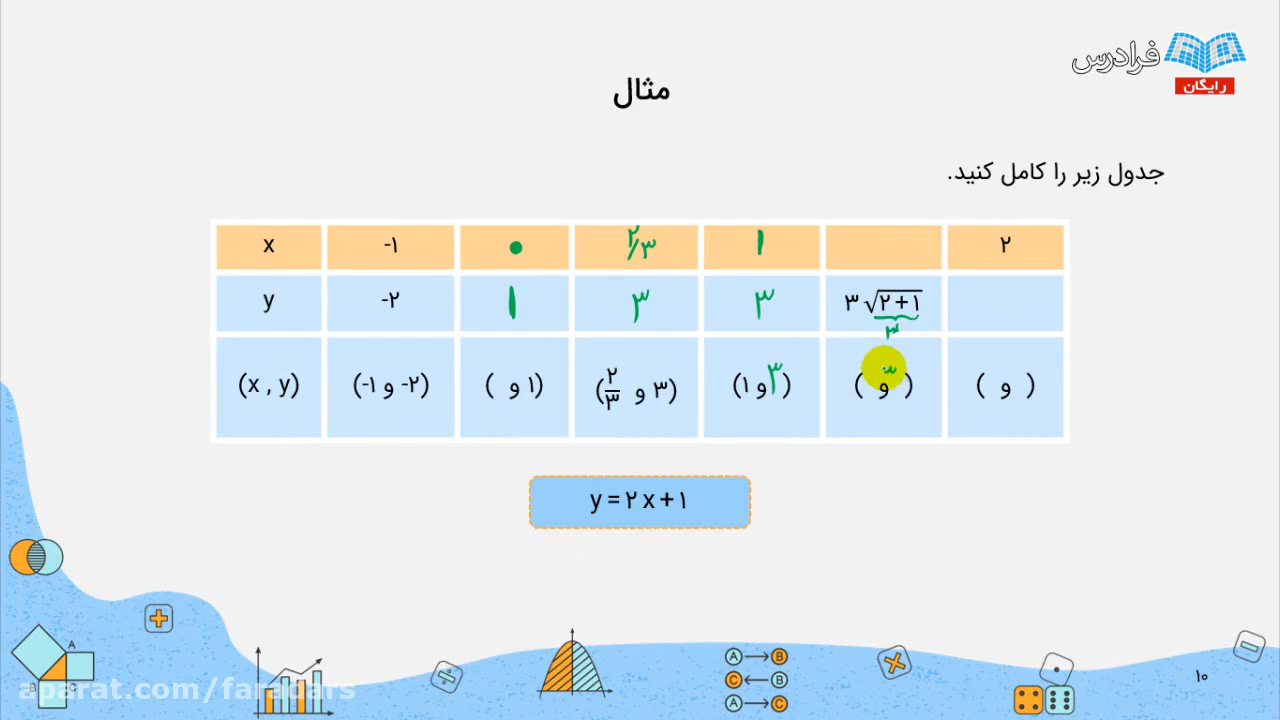 فرادرس
رایگان
مثال
جدول زیر را کامل کنید.
x -۱ ۰ ۲/۳ ۱ ۲
y -۲ ۱ ۳ ۳ ۳√۲+۱
۳
(x , y) (-۱ و -۲) ( و ۱) (۲/۳ و ۳) (۱ و ۳) ( و ) ( و )
y = ۲x + ۱
A
B
A B
C B
A C
۱۰
aparat.com/faradars